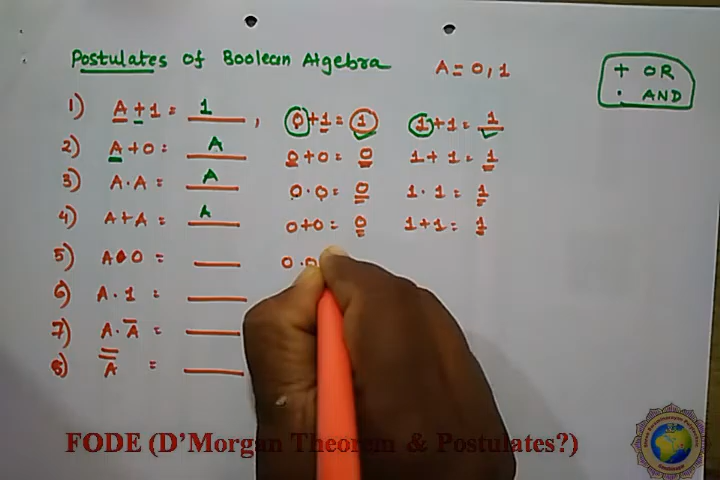 Postulates of Boolean Algebra A = 0, 1
+ OR
· AND
1) A + 1 = 1 , 0 + 1 = 1 1 + 1 = 1
2) A + 0 = A 0 + 0 = 0 1 + 1 = 1
3) A · A = A 0 · 0 = 0 1 · 1 = 1
4) A + A = A 0 + 0 = 0 1 + 1 = 1
5) A · 0 = 0 · 0
6) A · 1 =
7) A · A̅ =
8) A̿ =
FODE (D’Morgan Theorem & Postulates?)